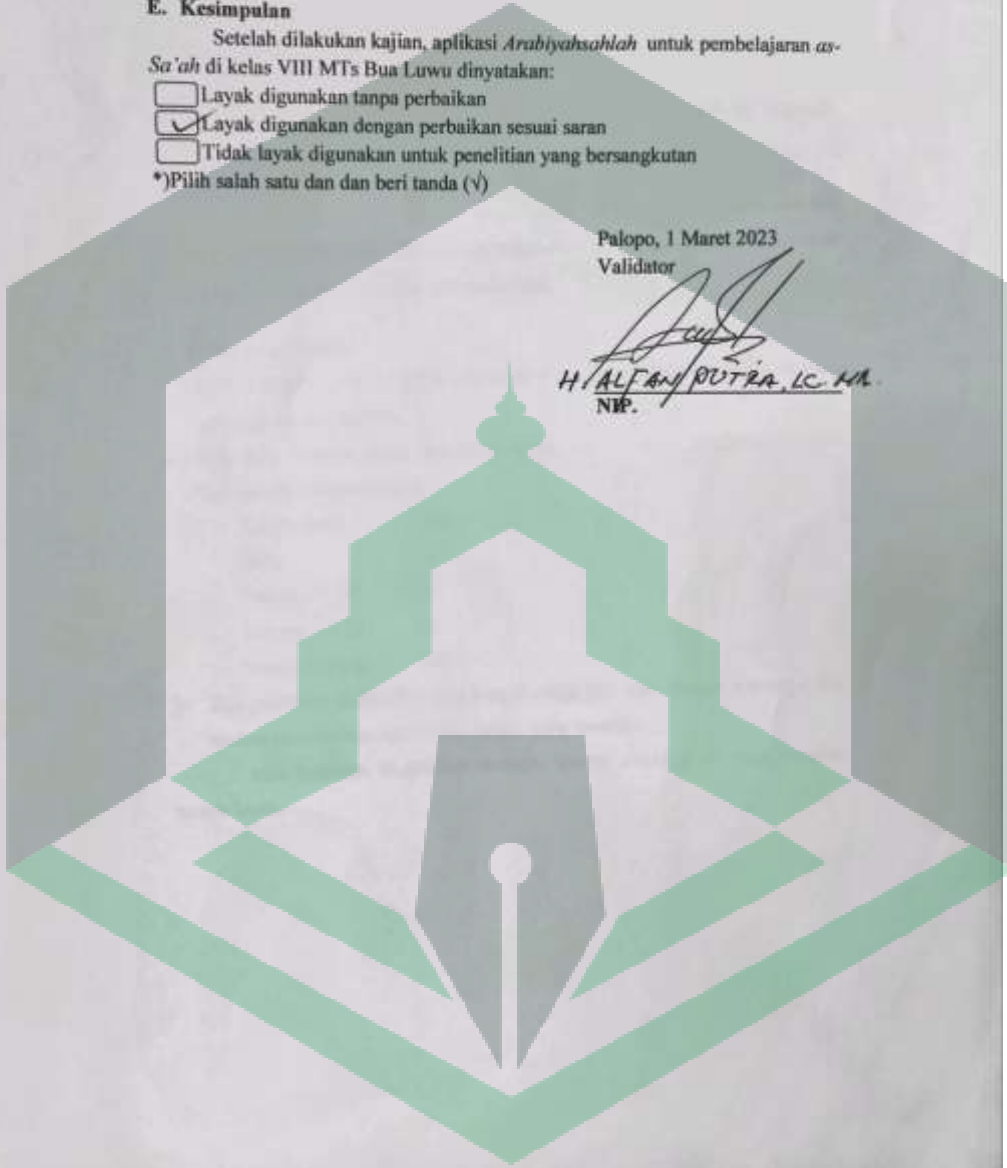 E. Kesimpulan
Setelah dilakukan kajian, aplikasi Arabiyahsahlah untuk pembelajaran as-
Sa'ah di kelas VIII MTs Bua Luwu dinyatakan:
Layak digunakan tanpa perbaikan
Layak digunakan dengan perbaikan sesuai saran
Tidak layak digunakan untuk penelitian yang bersangkutan
*)Pilih salah satu dan dan beri tanda (√)
Palopo, 1 Maret 2023
Validator
H. ALFAN PUTRA, LC. MA.
NIP.